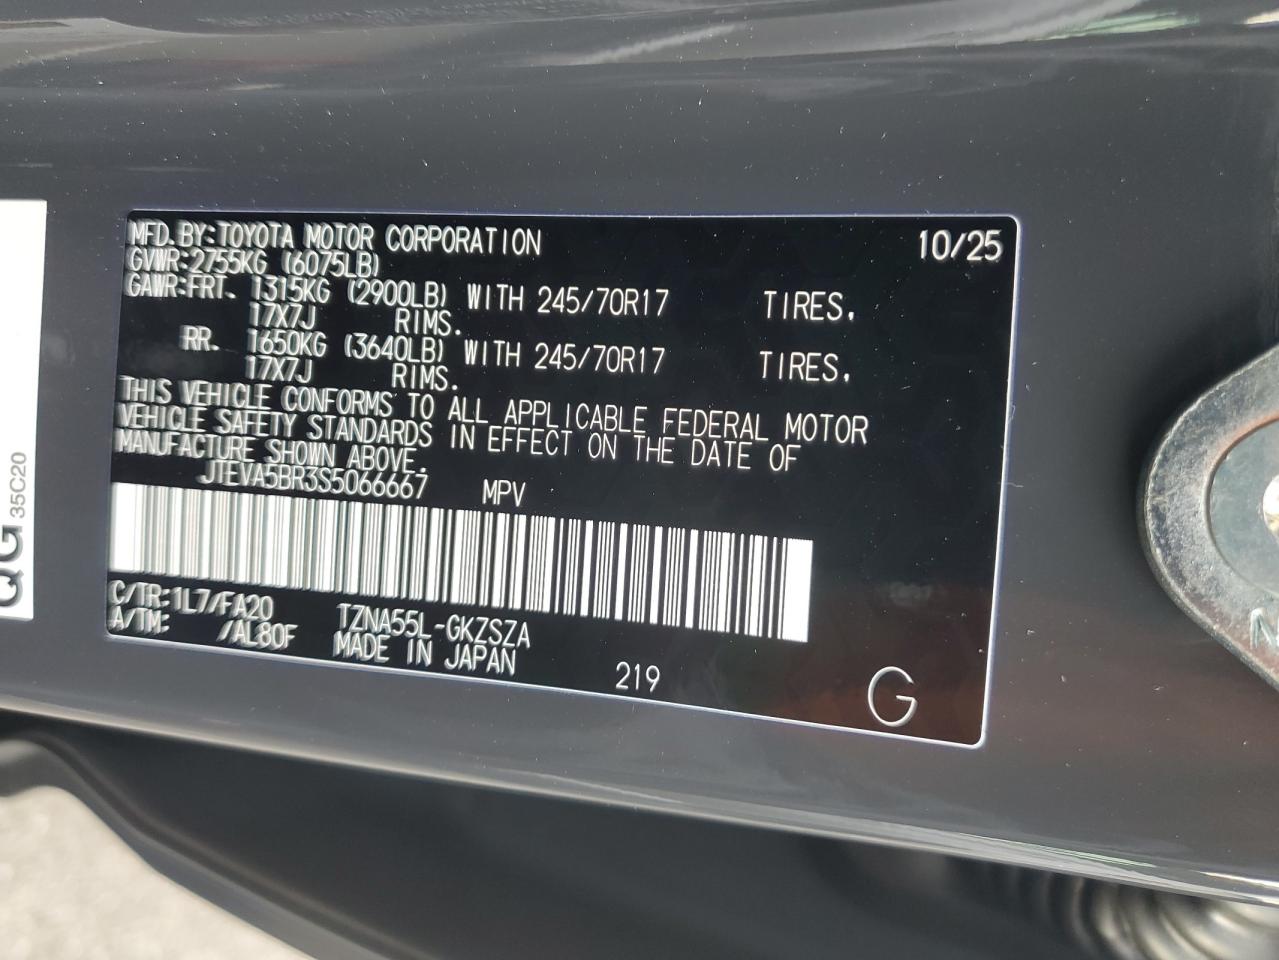 MFD. BY: TOYOTA MOTOR CORPORATION 10/25
GVWR: 2755KG (6075LB)
GAWR: FRT. 1315KG (2900LB) WITH 245/70R17 TIRES.
17X7J RIMS.
RR. 1650KG (3640LB) WITH 245/70R17 TIRES.
17X7J RIMS.
THIS VEHICLE CONFORMS TO ALL APPLICABLE FEDERAL MOTOR
VEHICLE SAFETY STANDARDS IN EFFECT ON THE DATE OF
MANUFACTURE SHOWN ABOVE.
JTEVA5BR3S5066667 MPV
C/TR: 1L7/FA20 TZNA55L-GKZSZA
A/TM: /AL80F MADE IN JAPAN 219
G
QG
35C20
N